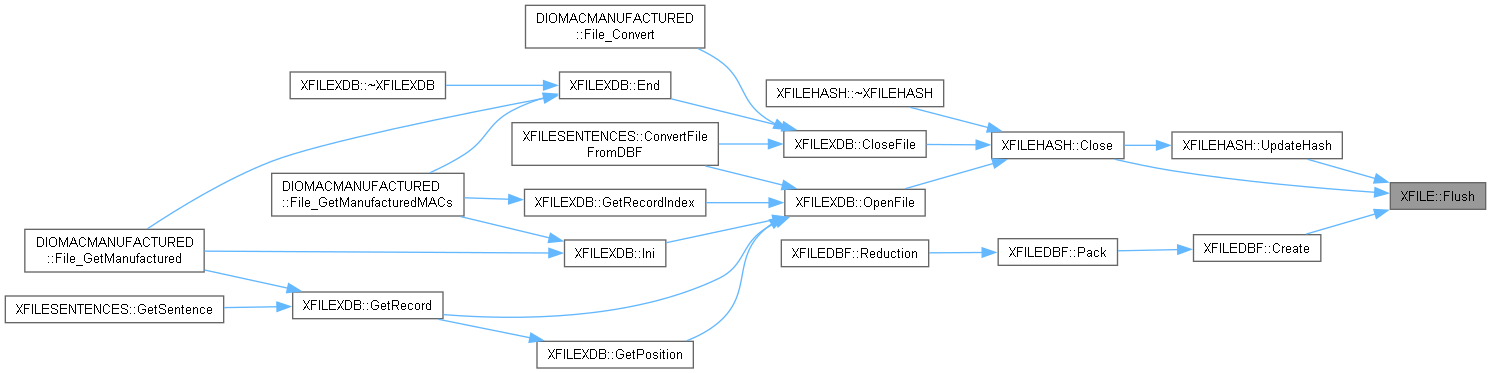 DIOMACMANUFACTURED
::File_Convert
XFILEXDB::~XFILEXDB
XFILEXDB::End
XFILEHASH::~XFILEHASH
XFILESENTENCES::ConvertFile
FromDBF
XFILEXDB::CloseFile
XFILEHASH::Close
XFILEHASH::UpdateHash
DIOMACMANUFACTURED
::File_GetManufacturedMACs
XFILEXDB::GetRecordIndex
XFILEXDB::OpenFile
XFILE::Flush
DIOMACMANUFACTURED
::File_GetManufactured
XFILEXDB::Ini
XFILEDBF::Reduction
XFILEDBF::Pack
XFILEDBF::Create
XFILESENTENCES::GetSentence
XFILEXDB::GetRecord
XFILEXDB::GetPosition